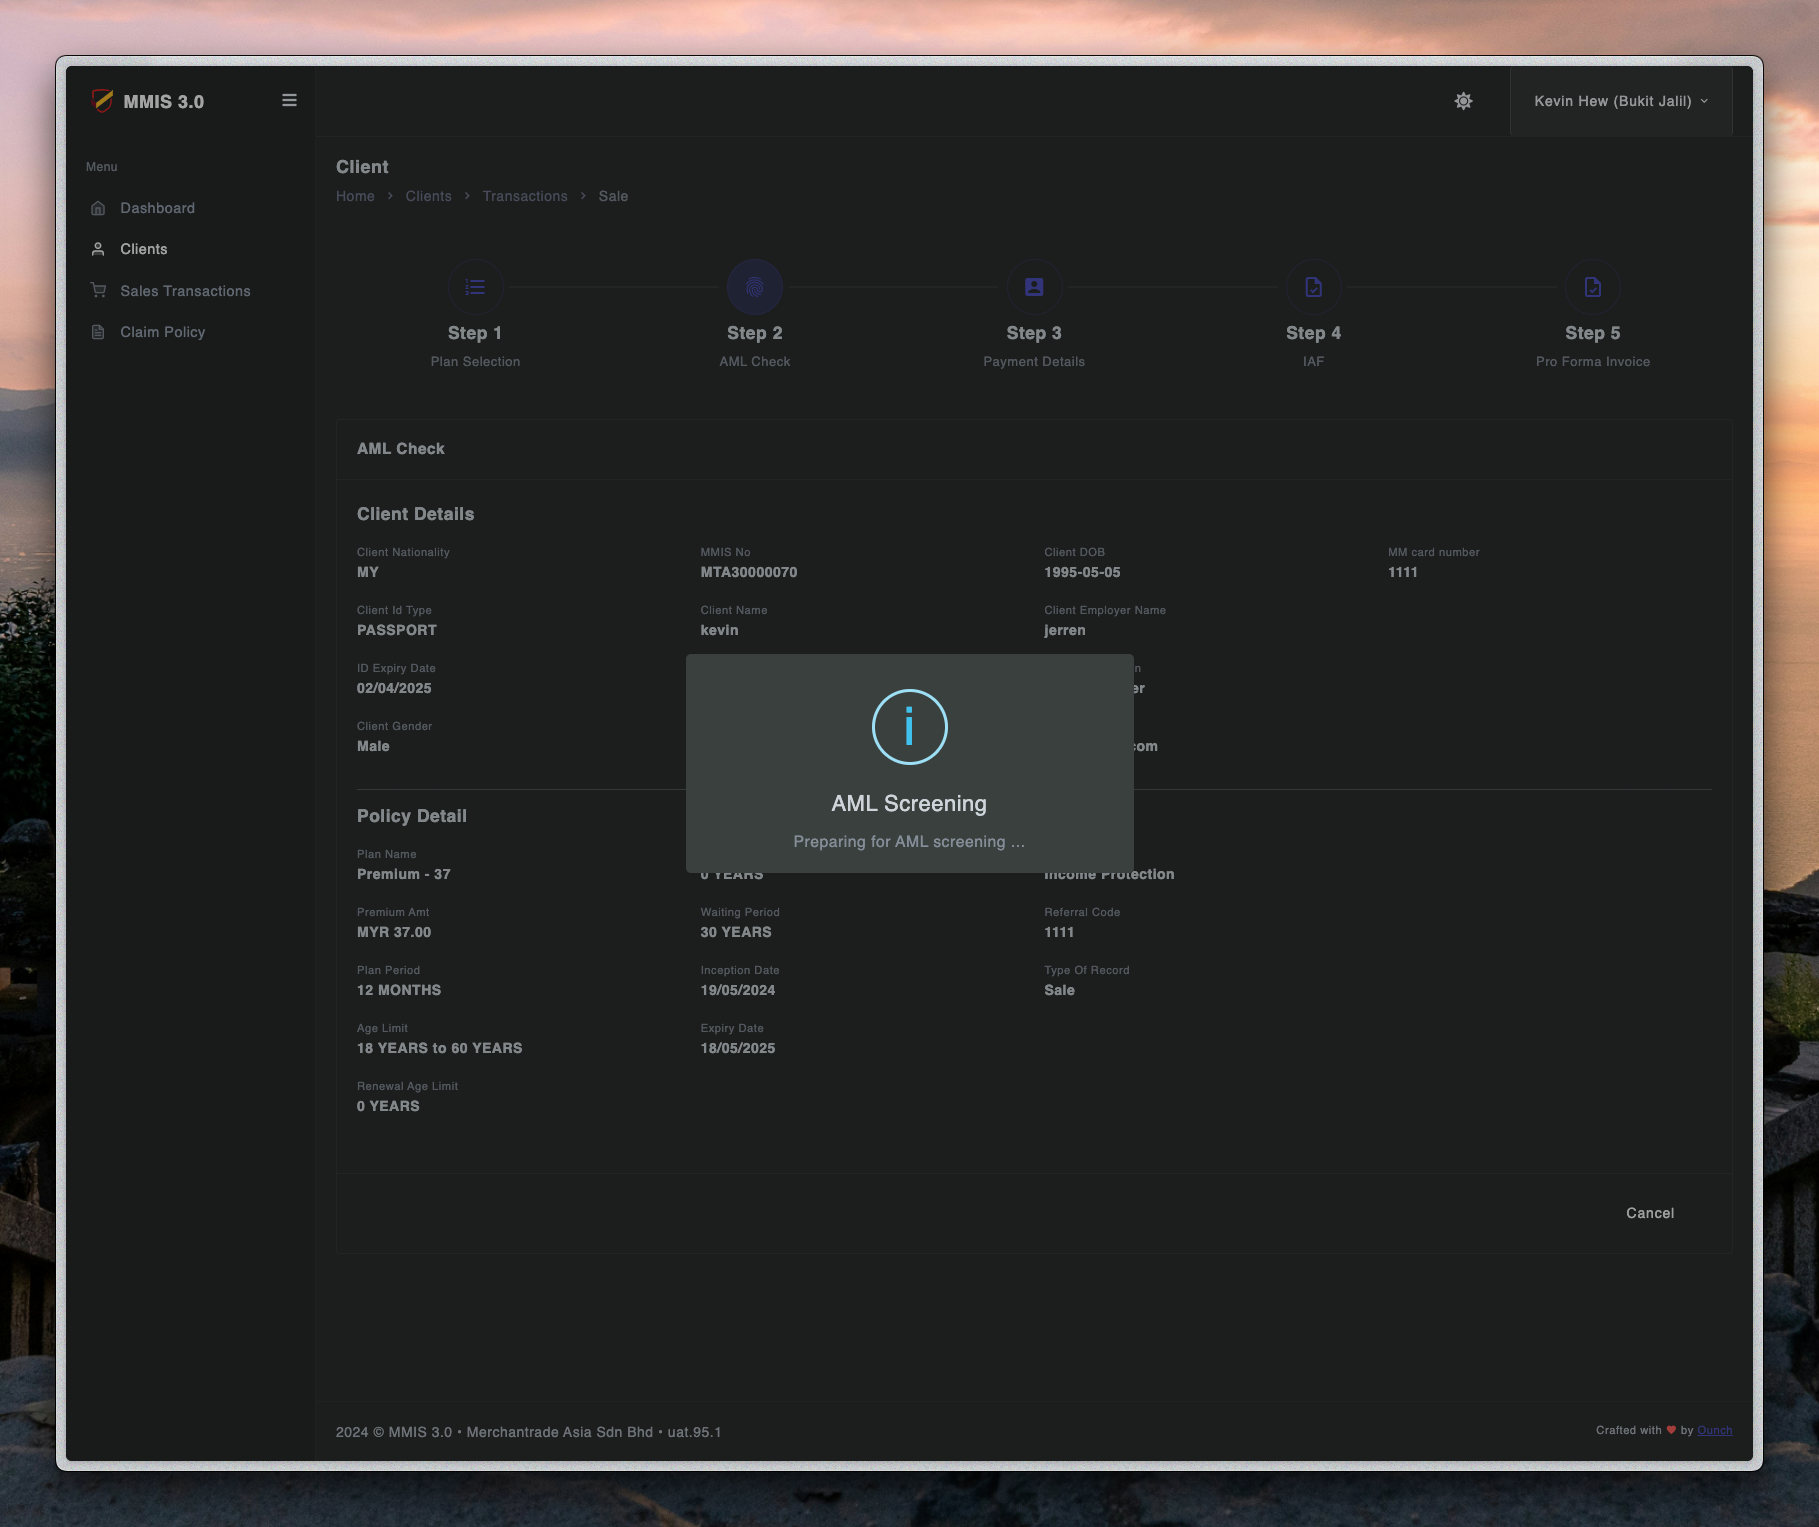 MMIS 3.0
Kevin Hew (Bukit Jalil)
Menu
Dashboard
Clients
Sales Transactions
Claim Policy
Client
Home > Clients > Transactions > Sale
Step 1
Plan Selection
Step 2
AML Check
Step 3
Payment Details
Step 4
IAF
Step 5
Pro Forma Invoice
AML Check
Client Details
Client Nationality
MY
MMIS No
MTA30000070
Client DOB
1995-05-05
MM card number
1111
Client Id Type
PASSPORT
Client Name
kevin
Client Employer Name
jerren
ID Expiry Date
02/04/2025
Client Gender
Male
com
AML Screening
Preparing for AML screening ...
Policy Detail
Plan Name
Premium - 37
0 YEARS
Income Protection
Premium Amt
MYR 37.00
Waiting Period
30 YEARS
Referral Code
1111
Plan Period
12 MONTHS
Inception Date
19/05/2024
Type Of Record
Sale
Age Limit
18 YEARS to 60 YEARS
Expiry Date
18/05/2025
Renewal Age Limit
0 YEARS
Cancel
2024 © MMIS 3.0 • Merchantrade Asia Sdn Bhd • uat.95.1
Crafted with ♥ by Ounch